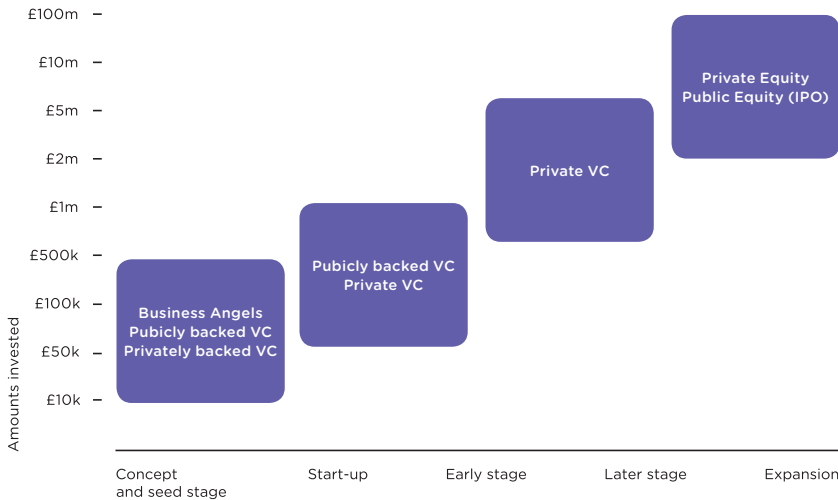 £100m
£10m
£5m
£2m
£1m
£500k
£100k
£50k
£10k
Amounts invested
Private Equity
Public Equity (IPO)
Private VC
Pubicly backed VC
Private VC
Business Angels
Pubicly backed VC
Privately backed VC
Concept
and seed stage
Start-up
Early stage
Later stage
Expansion